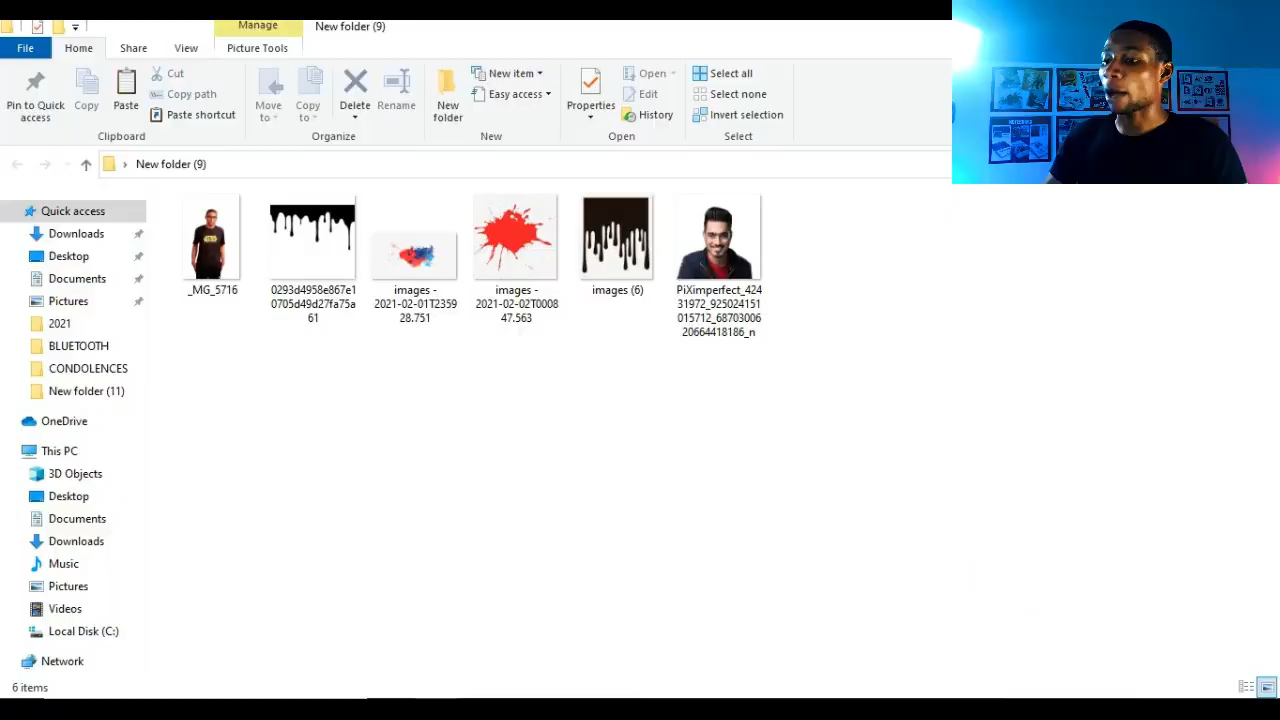 Manage
New folder (9)
File
Home
Share
View
Picture Tools
Pin to Quick
access
Copy
Paste
Cut
Copy path
Paste shortcut
Clipboard
Move
to
Copy
to
Delete
Rename
Organize
New
folder
New item
Easy access
New
Properties
Open
Edit
History
Open
Select all
Select none
Invert selection
Select
New folder (9)
Quick access
Downloads
Desktop
Documents
Pictures
2021
BLUETOOTH
CONDOLENCES
New folder (11)
OneDrive
This PC
3D Objects
Desktop
Documents
Downloads
Music
Pictures
Videos
Local Disk (C:)
Network
_MG_5716
0293d4958e867e1
0705d49d27fa75a
61
images -
2021-02-01T2359
28.751
images -
2021-02-02T0008
47.563
images (6)
PiXimperfect_424
31972_925024151
015712_68703006
20664418186_n
6 items